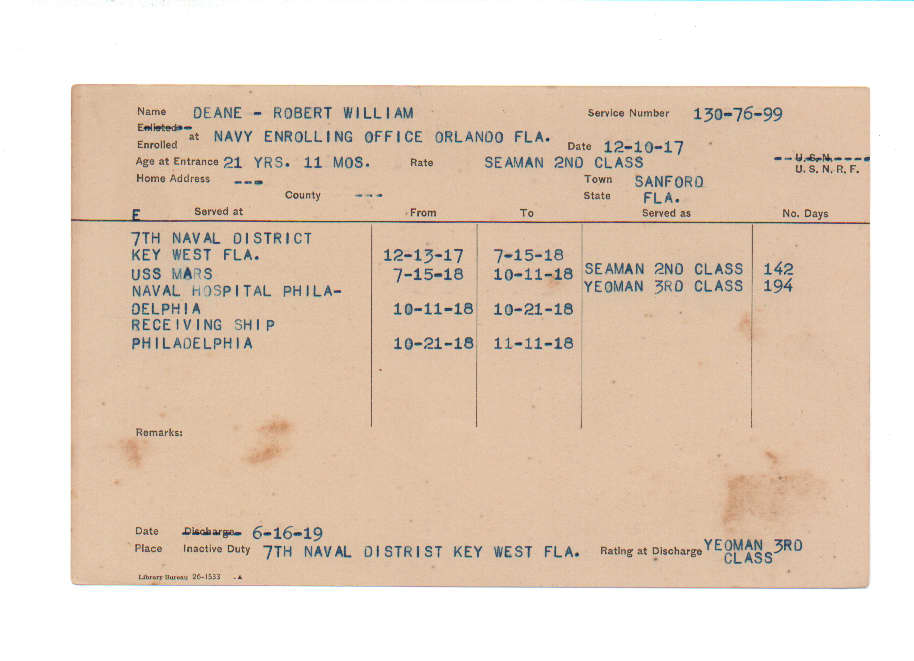 Name DEANE - ROBERT WILLIAM Service Number 130-76-99
Enlisted
Enrolled at NAVY ENROLLING OFFICE ORLANDO FLA. Date 12-10-17
Age at Entrance 21 YRS. 11 MOS. Rate SEAMAN 2ND CLASS U.S.N.
U. S. N. R. F.
Home Address --- Town SANFORD
County --- State FLA.
E Served at From To Served as No. Days
7TH NAVAL DISTRICT
KEY WEST FLA. 12-13-17 7-15-18
USS MARS 7-15-18 10-11-18 SEAMAN 2ND CLASS 142
NAVAL HOSPITAL PHILA- YEOMAN 3RD CLASS 194
DELPHIA 10-11-18 10-21-18
RECEIVING SHIP
PHILADELPHIA 10-21-18 11-11-18
Remarks:
Date Discharge 6-16-19
Place Inactive Duty 7TH NAVAL DISTRIST KEY WEST FLA. Rating at Discharge YEOMAN 3RD
CLASS
Library Bureau 26-1533 .A